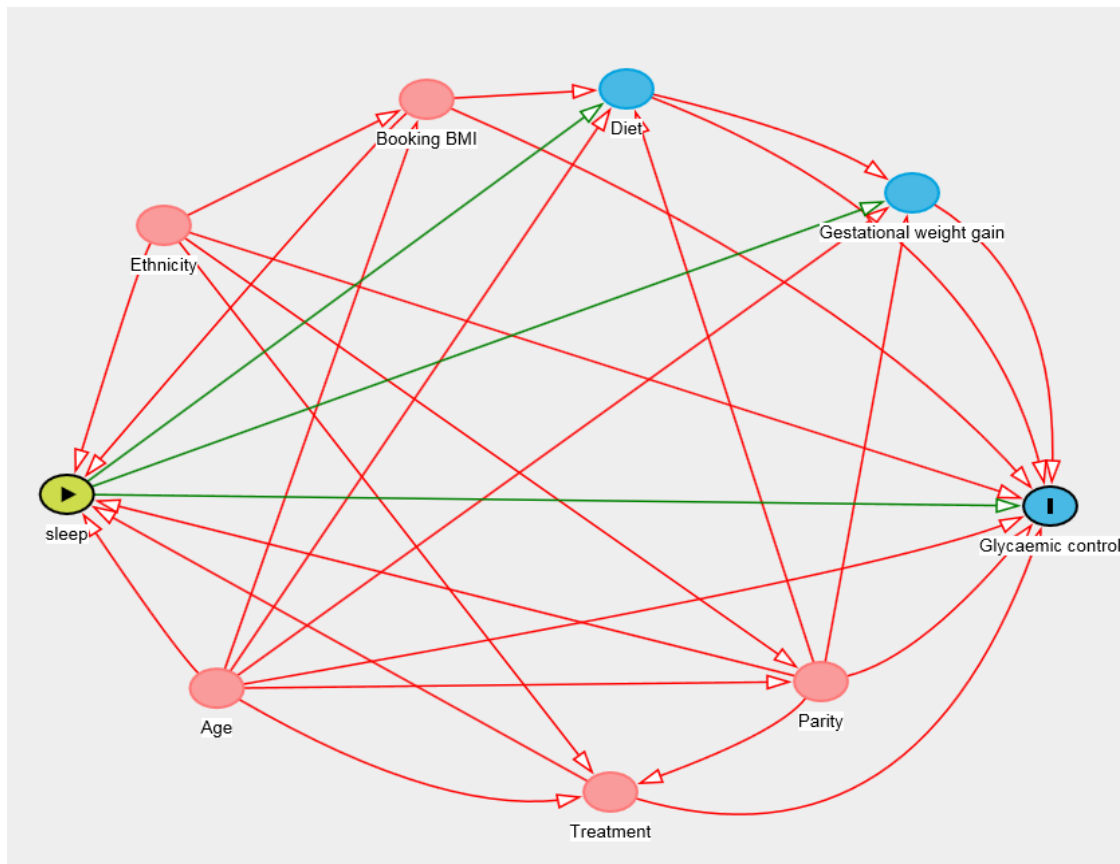 Booking BMI
Diet
Gestational weight gain
Ethnicity
sleep
Glycaemic control
Age
Parity
Treatment